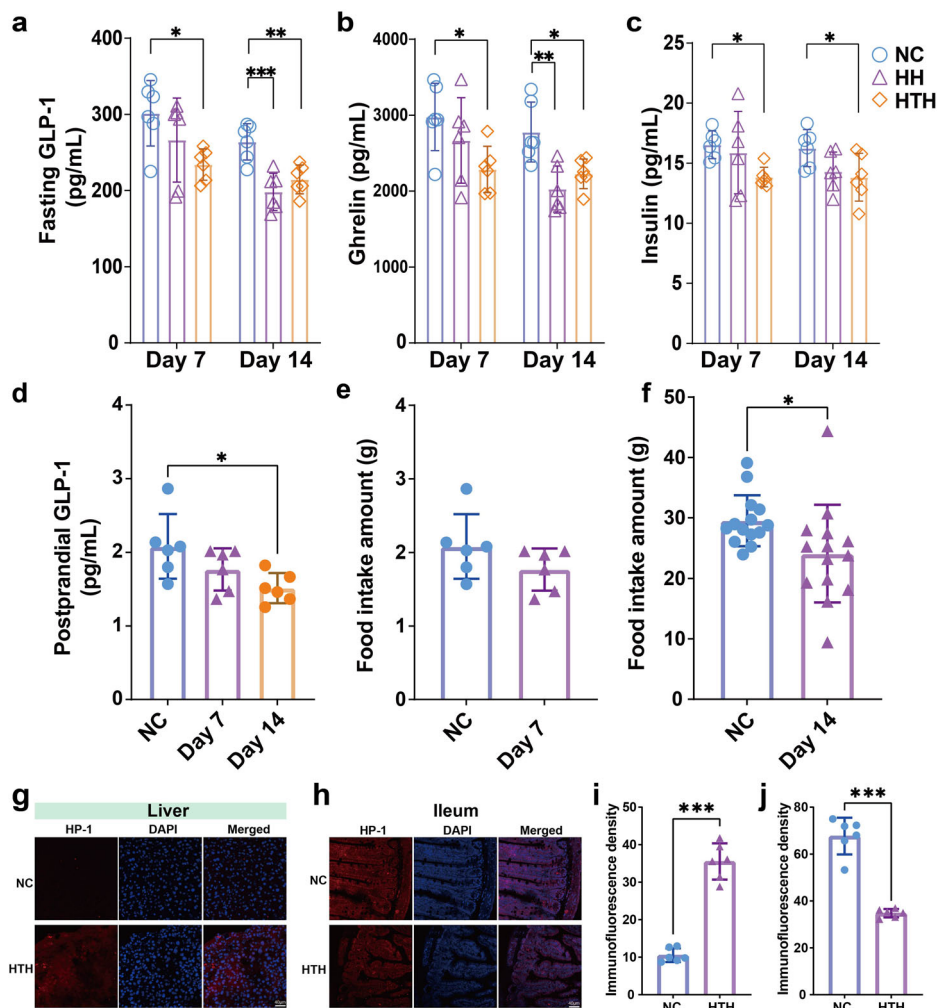 a
Fasting GLP-1
(pg/mL)
400
300
200
100
0
*
**
***
Day 7
Day 14
b
Ghrelin (pg/mL)
4000
3000
2000
1000
0
*
*
**
Day 7
Day 14
c
Insulin (pg/mL)
25
20
15
10
5
0
*
*
Day 7
Day 14
NC
HH
HTH
d
Postprandial GLP-1
(pg/mL)
4
3
2
1
0
*
NC
Day 7
Day 14
e
Food intake amount (g)
4
3
2
1
0
NC
Day 7
f
Food intake amount (g)
50
40
30
20
10
0
*
NC
Day 14
g
Liver
HP-1
DAPI
Merged
NC
HTH
40μm
h
Ileum
HP-1
DAPI
Merged
NC
HTH
40μm
i
Immunofluorescence density
50
40
30
20
10
0
***
NC
HTH
j
Immunofluorescence density
80
60
40
20
0
***
NC
HTH